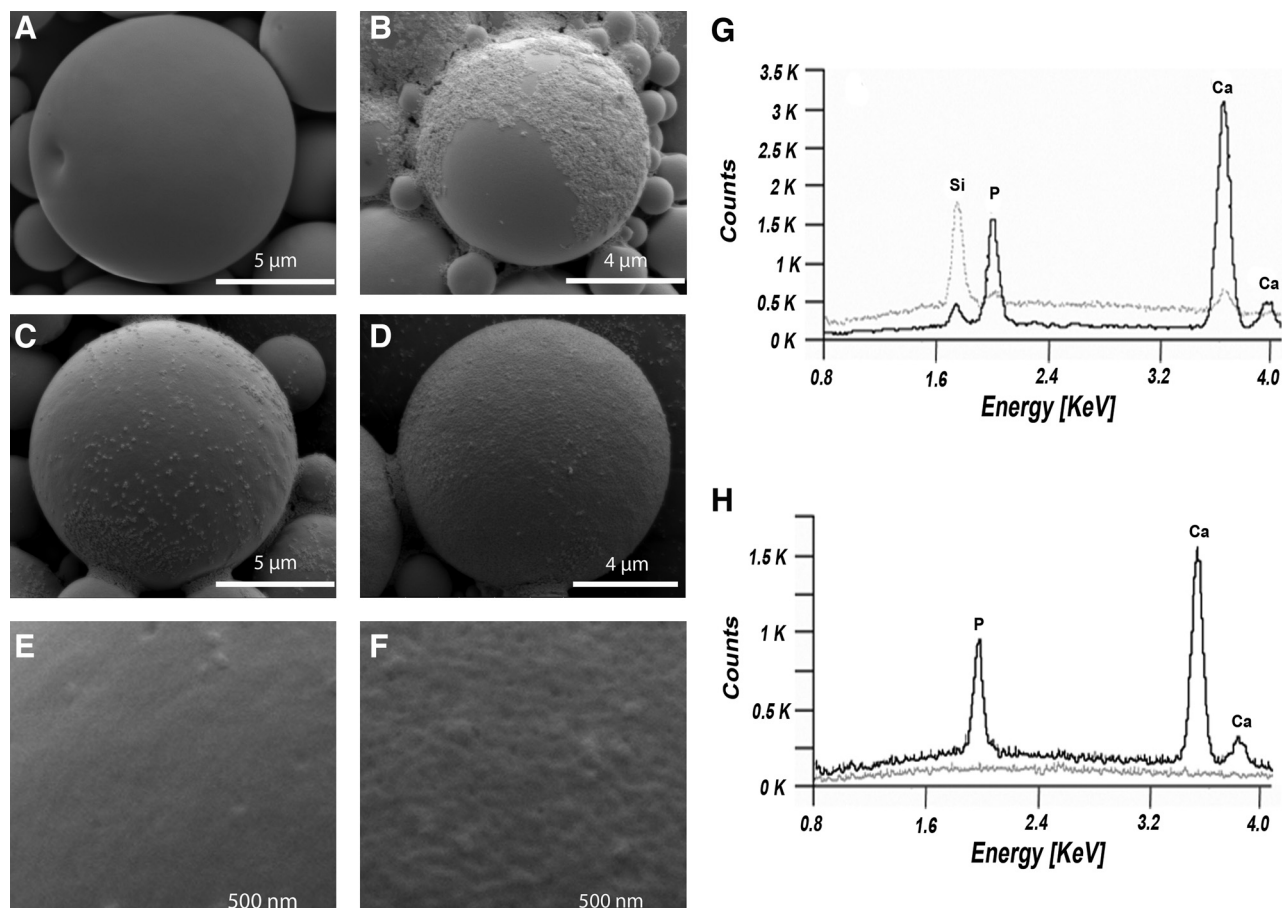 A
5 µm
B
4 µm
C
5 µm
D
4 µm
E
500 nm
F
500 nm
G
3.5 K
3 K
2.5 K
2 K
1.5 K
1 K
0.5 K
0 K
Counts
Si
P
Ca
Ca
0.8 1.6 2.4 3.2 4.0
Energy [KeV]
H
1.5 K
1 K
0.5 K
0 K
Counts
P
Ca
Ca
0.8 1.6 2.4 3.2 4.0
Energy [KeV]